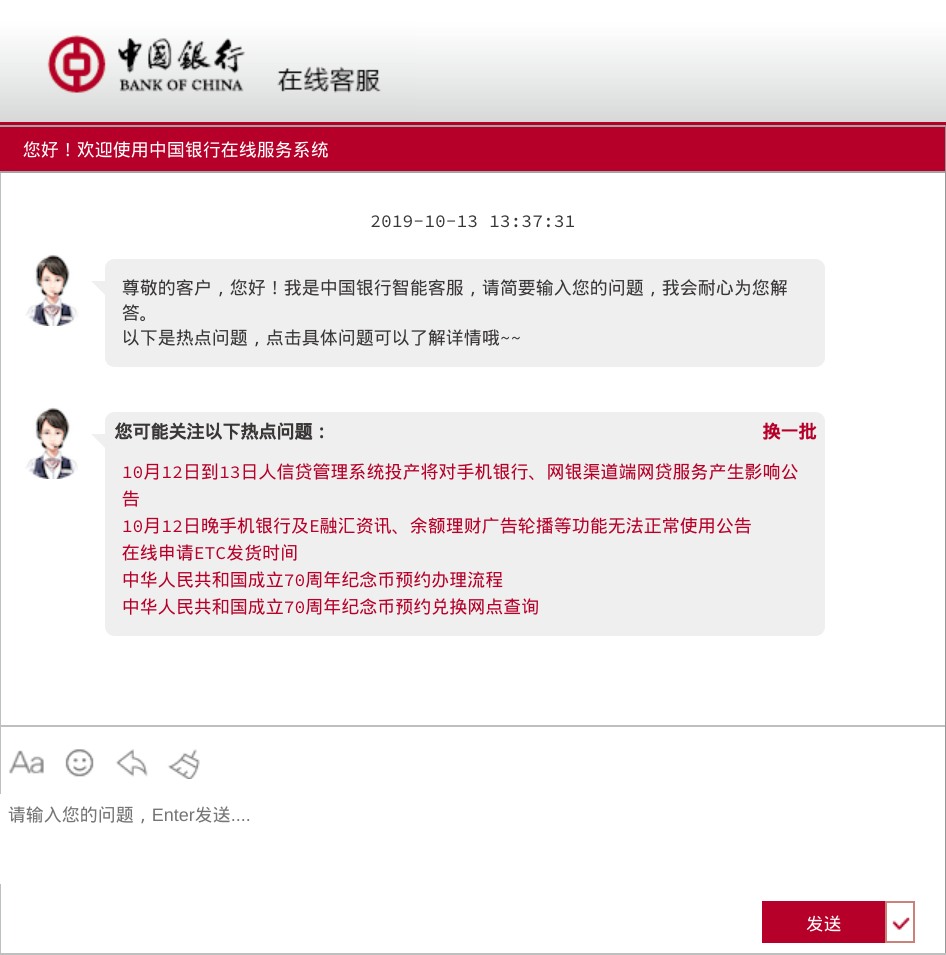 中国银行
BANK OF CHINA
在线客服
您好！欢迎使用中国银行在线服务系统
2019-10-13 13:37:31
尊敬的客户，您好！我是中国银行智能客服，请简要输入您的问题，我会耐心为您解
答。
以下是热点问题，点击具体问题可以了解详情哦~~
您可能关注以下热点问题： 换一批
10月12日到13日人信贷管理系统投产将对手机银行、网银渠道端网贷服务产生影响公
告
10月12日晚手机银行及E融汇资讯、余额理财广告轮播等功能无法正常使用公告
在线申请ETC发货时间
中华人民共和国成立70周年纪念币预约办理流程
中华人民共和国成立70周年纪念币预约兑换网点查询
Aa
请输入您的问题，Enter发送....
发送